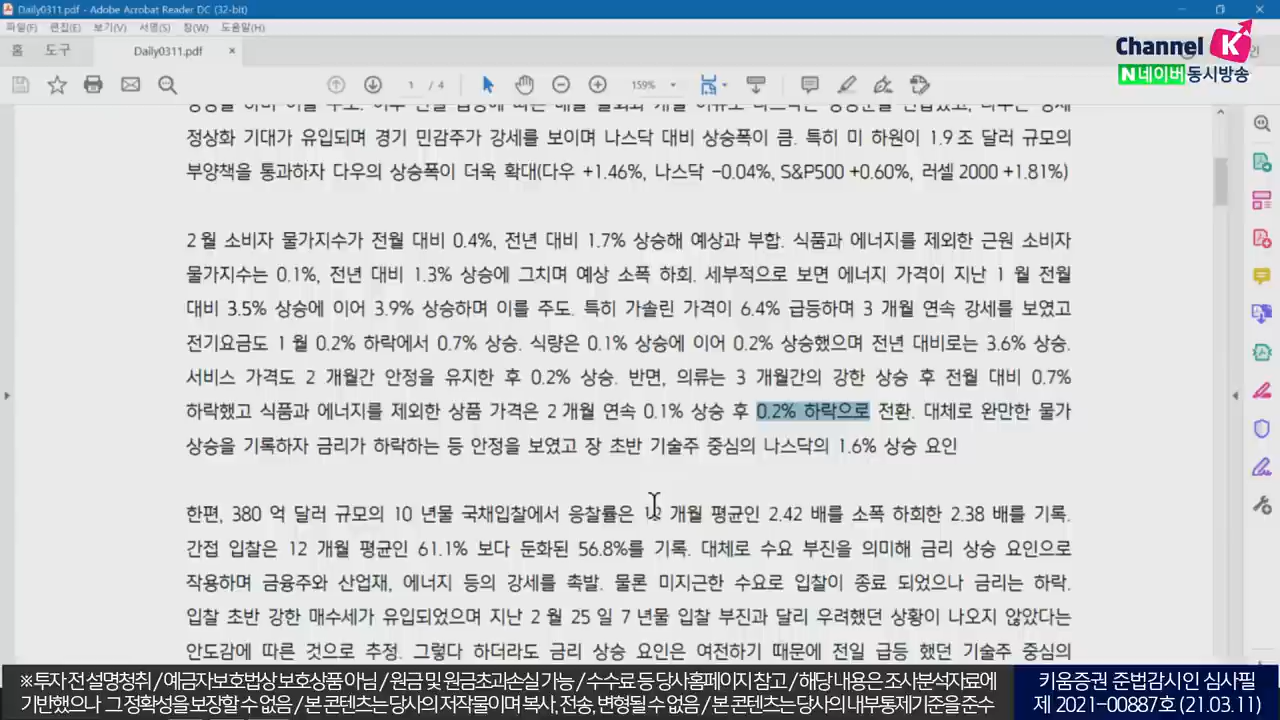 Daily0311.pdf - Adobe Acrobat Reader DC (32-bit)
파일(F) 편집(E) 보기(V) 서명(S) 창(W) 도움말(H)
홈 도구 Daily0311.pdf ×
Channel K
N 네이버 동시방송
1 / 4 159%
정상화 기대가 유입되며 경기 민감주가 강세를 보이며 나스닥 대비 상승폭이 큼. 특히 미 하원이 1.9 조 달러 규모의
부양책을 통과하자 다우의 상승폭이 더욱 확대(다우 +1.46%, 나스닥 -0.04%, S&P500 +0.60%, 러셀 2000 +1.81%)
2 월 소비자 물가지수가 전월 대비 0.4%, 전년 대비 1.7% 상승해 예상과 부합. 식품과 에너지를 제외한 근원 소비자
물가지수는 0.1%, 전년 대비 1.3% 상승에 그치며 예상 소폭 하회. 세부적으로 보면 에너지 가격이 지난 1 월 전월
대비 3.5% 상승에 이어 3.9% 상승하며 이를 주도. 특히 가솔린 가격이 6.4% 급등하며 3 개월 연속 강세를 보였고
전기요금도 1 월 0.2% 하락에서 0.7% 상승. 식량은 0.1% 상승에 이어 0.2% 상승했으며 전년 대비로는 3.6% 상승.
서비스 가격도 2 개월간 안정을 유지한 후 0.2% 상승. 반면, 의류는 3 개월간의 강한 상승 후 전월 대비 0.7%
하락했고 식품과 에너지를 제외한 상품 가격은 2 개월 연속 0.1% 상승 후 0.2% 하락으로 전환. 대체로 완만한 물가
상승을 기록하자 금리가 하락하는 등 안정을 보였고 장 초반 기술주 중심의 나스닥의 1.6% 상승 요인
한편, 380 억 달러 규모의 10 년물 국채입찰에서 응찰률은 12 개월 평균인 2.42 배를 소폭 하회한 2.38 배를 기록.
간접 입찰은 12 개월 평균인 61.1% 보다 둔화된 56.8%를 기록. 대체로 수요 부진을 의미해 금리 상승 요인으로
작용하며 금융주와 산업재, 에너지 등의 강세를 촉발. 물론 미지근한 수요로 입찰이 종료 되었으나 금리는 하락.
입찰 초반 강한 매수세가 유입되었으며 지난 2 월 25 일 7 년물 입찰 부진과 달리 우려했던 상황이 나오지 않았다는
안도감에 따른 것으로 추정. 그렇다 하더라도 금리 상승 요인은 여전하기 때문에 전일 급등 했던 기술주 중심의
※투자 전 설명청취 / 예금자보호법상 보호상품 아님 / 원금 및 원금초과손실 가능 / 수수료 등 당사홈페이지 참고 / 해당 내용은 조사분석자료에
기반했으나 그 정확성을 보장할 수 없음 / 본 콘텐츠는 당사의 저작물이며 복사, 전송, 변형될 수 없음 / 본 콘텐츠는 당사의 내부통제기준을 준수
키움증권 준법감시인 심사필
제 2021-00887호 (21.03.11)